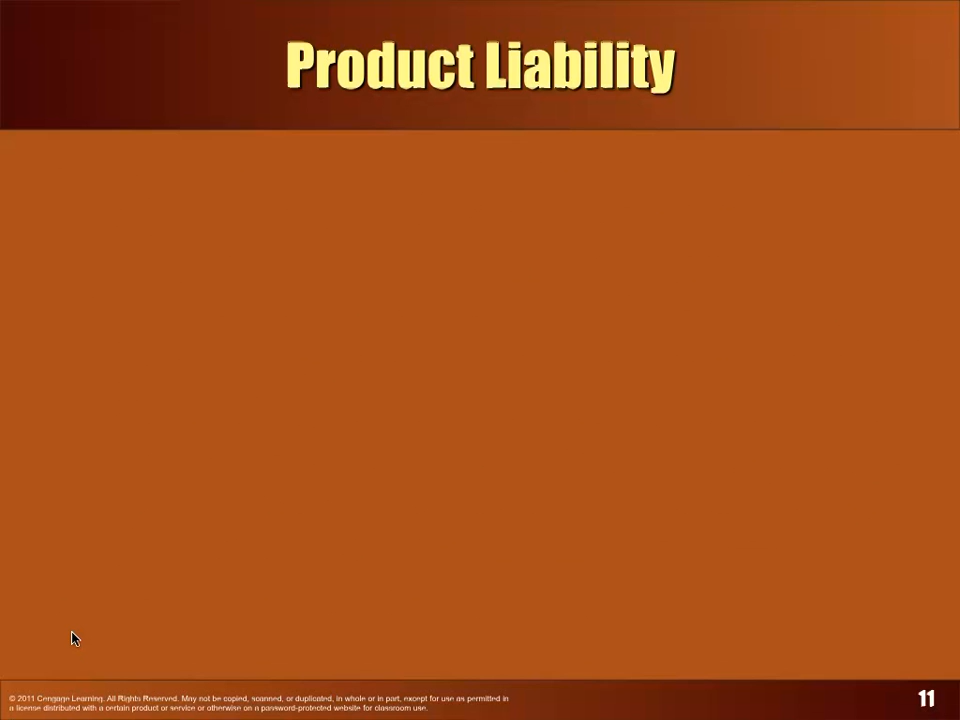 Product Liability
© 2011 Cengage Learning. All Rights Reserved. May not be copied, scanned, or duplicated, in whole or in part, except for use as permitted in
a license distributed with a certain product or service or otherwise on a password-protected website for classroom use.
11